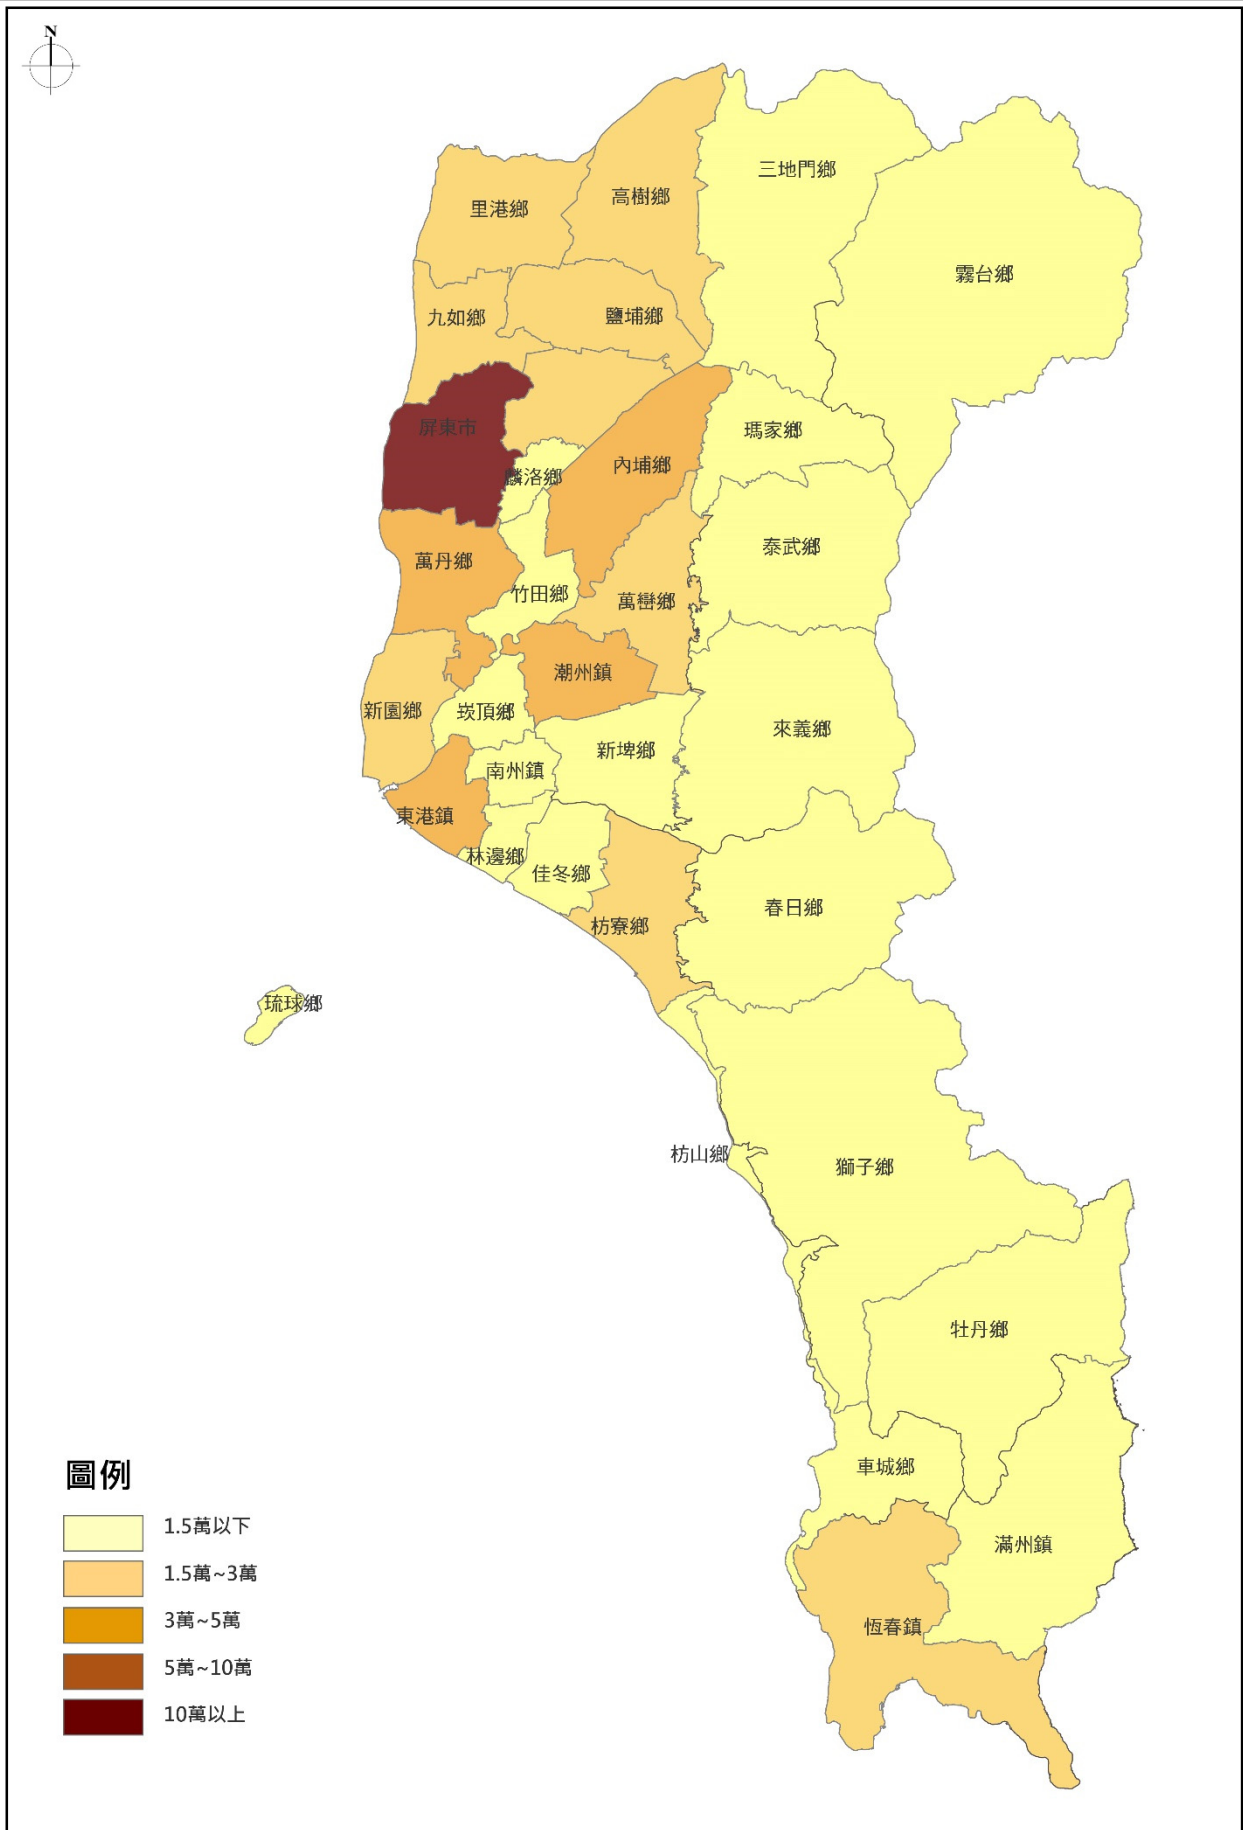 N
三地門鄉
高樹鄉
里港鄉
霧台鄉
九如鄉
鹽埔鄉
屏東市
瑪家鄉
內埔鄉
麟洛鄉
泰武鄉
萬丹鄉
竹田鄉
萬巒鄉
潮州鎮
新園鄉
崁頂鄉
來義鄉
新埤鄉
南州鎮
東港鎮
林邊鄉
佳冬鄉
春日鄉
枋寮鄉
琉球鄉
枋山鄉
獅子鄉
牡丹鄉
車城鄉
滿州鎮
恆春鎮
圖例
1.5萬以下
1.5萬~3萬
3萬~5萬
5萬~10萬
10萬以上